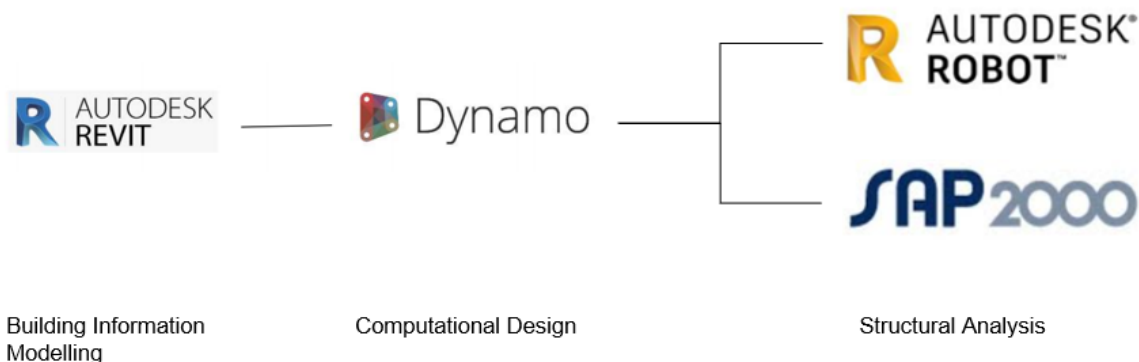 AUTODESK
REVIT
Dynamo
AUTODESK®
ROBOT™
SAP2000
Building Information
Modelling
Computational Design
Structural Analysis